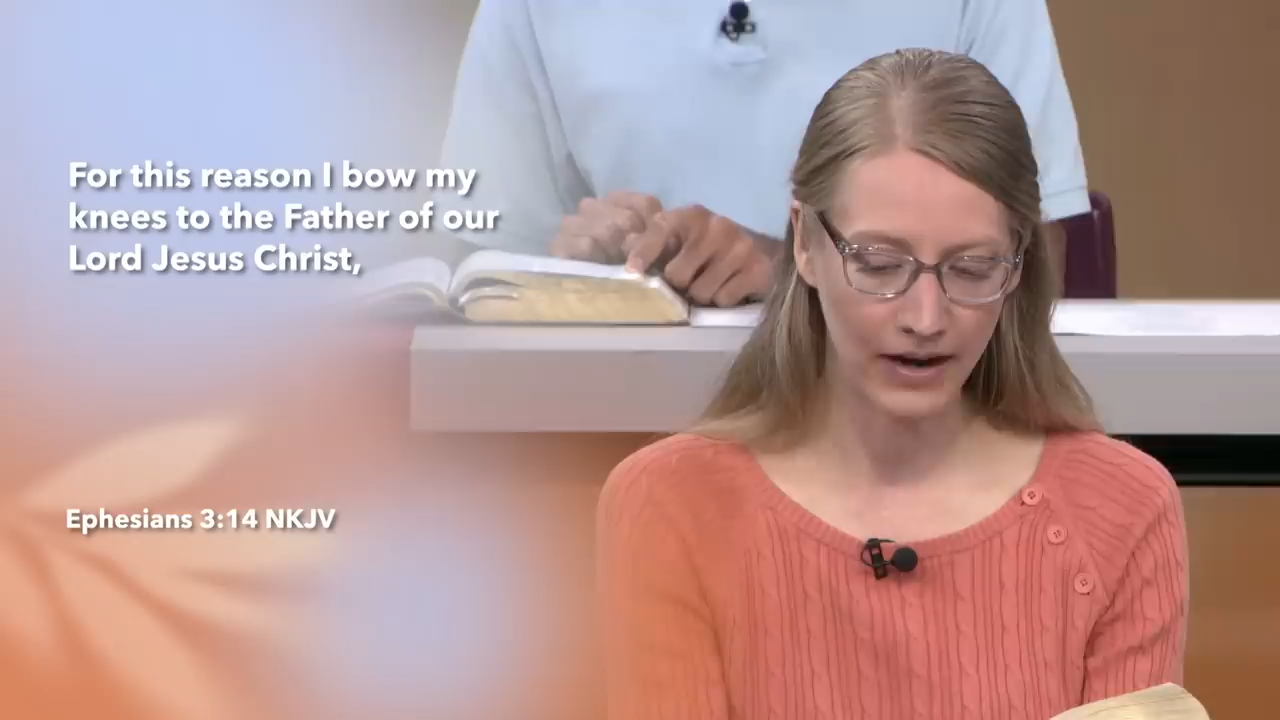 For this reason I bow my
knees to the Father of our
Lord Jesus Christ,
Ephesians 3:14 NKJV